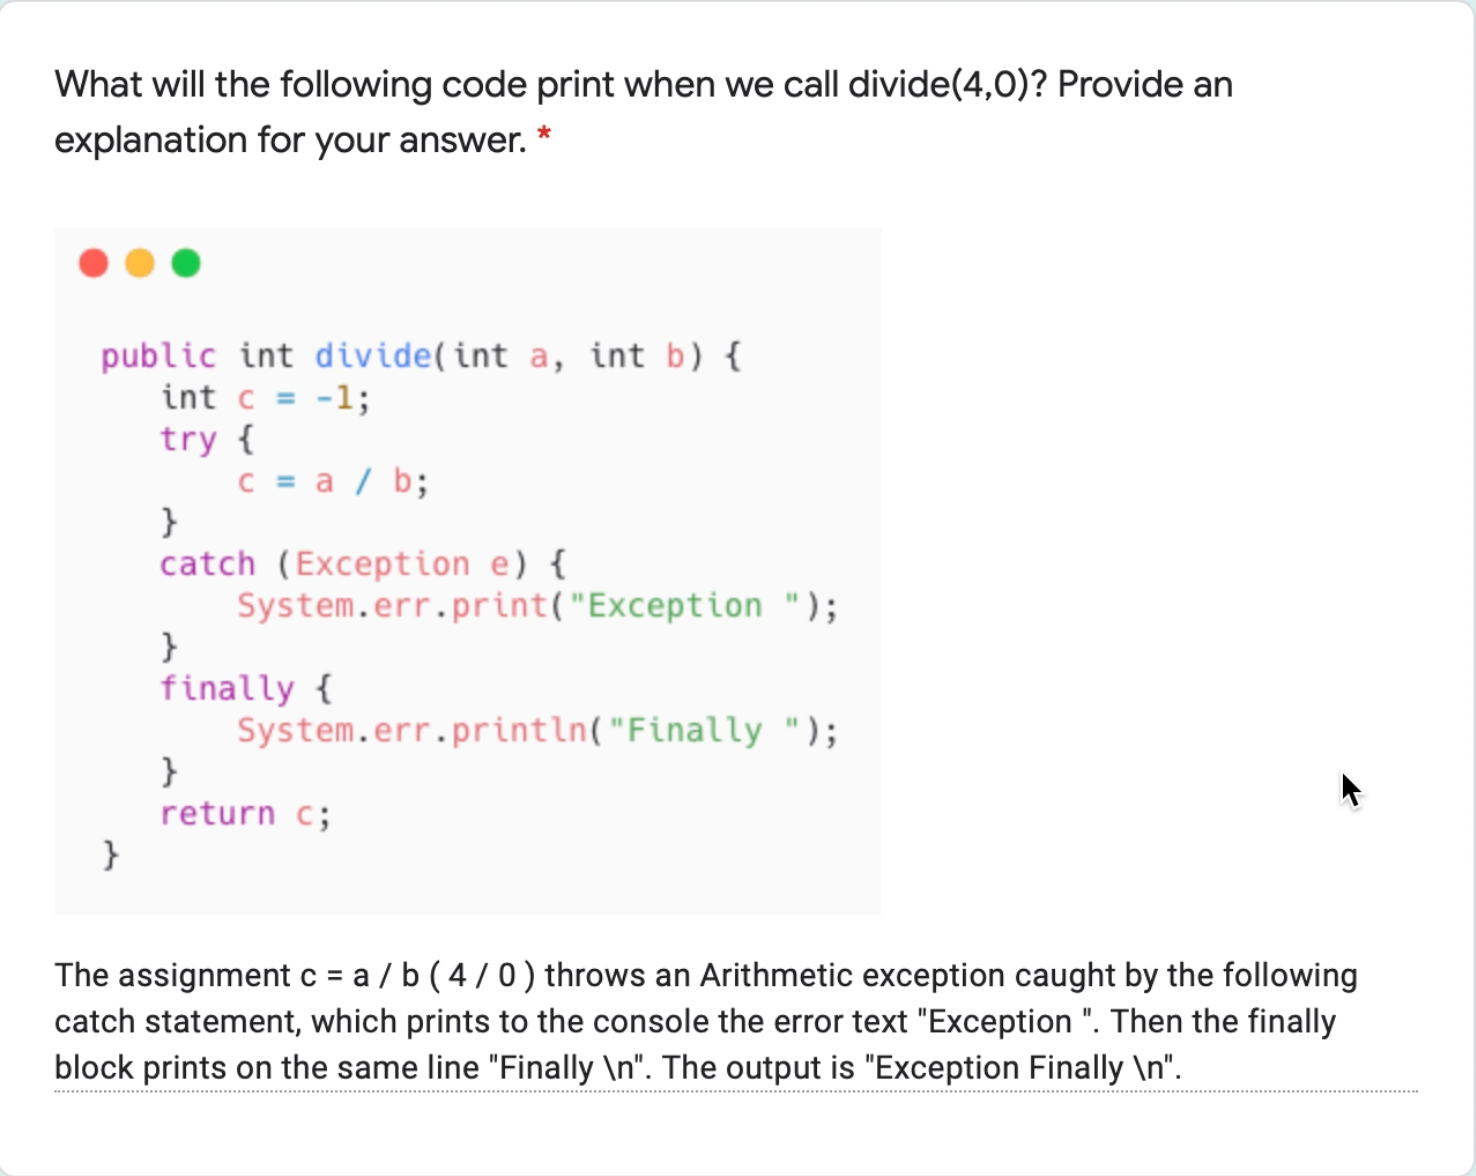 What will the following code print when we call divide(4,0)? Provide an
explanation for your answer. *
public int divide(int a, int b) {
int c = -1;
try {
c = a / b;
}
catch (Exception e) {
System.err.print("Exception ");
}
finally {
System.err.println("Finally ");
}
return c;
}
The assignment c = a / b ( 4 / 0 ) throws an Arithmetic exception caught by the following
catch statement, which prints to the console the error text "Exception ". Then the finally
block prints on the same line "Finally \n". The output is "Exception Finally \n".